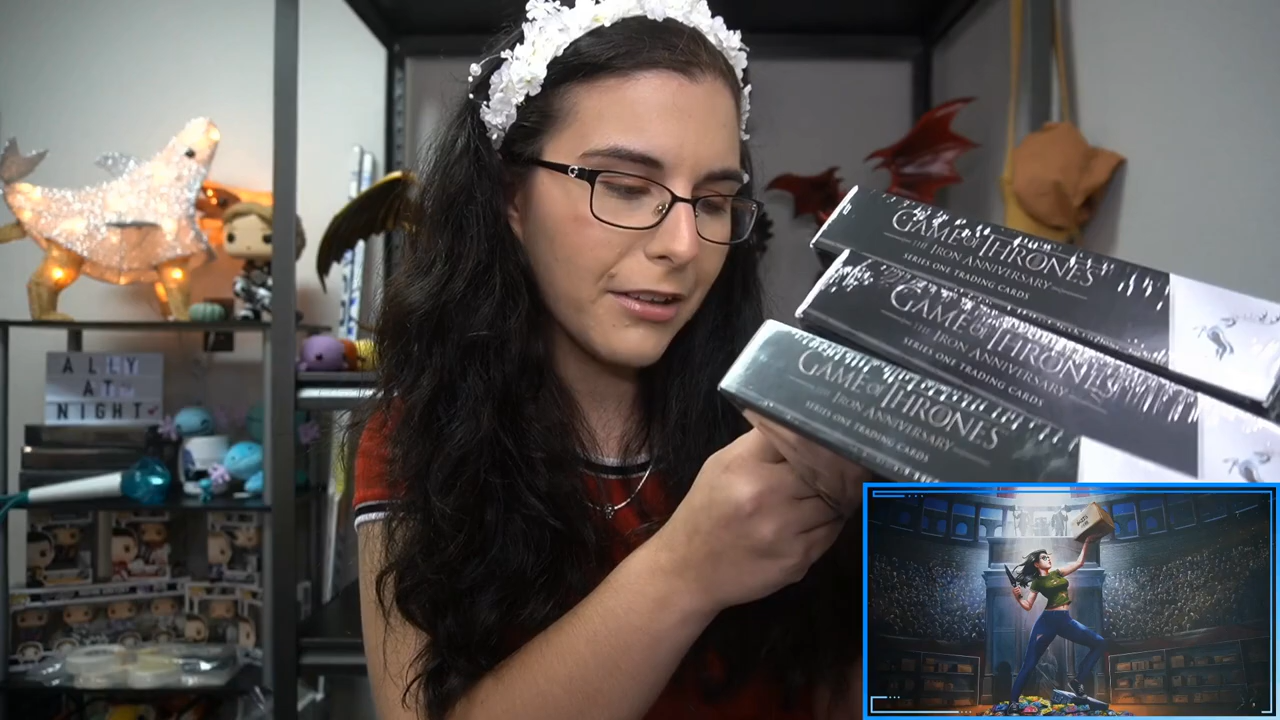 ALLY
AT
NIGHT
GAME OF THRONES
THE IRON ANNIVERSARY
SERIES ONE TRADING CARDS
GAME OF THRONES
THE IRON ANNIVERSARY
SERIES ONE TRADING CARDS
GAME OF THRONES
IRON ANNIVERSARY
SERIES ONE TRADING CARDS